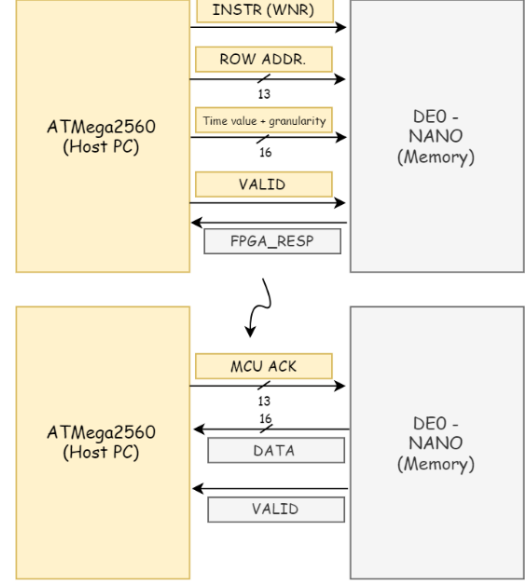 INSTR (WNR)
ROW ADDR.
13
Time value + granularity
16
ATMega2560
(Host PC)
DE0 -
NANO
(Memory)
VALID
FPGA_RESP
MCU ACK
13
16
DATA
ATMega2560
(Host PC)
DE0 -
NANO
(Memory)
VALID